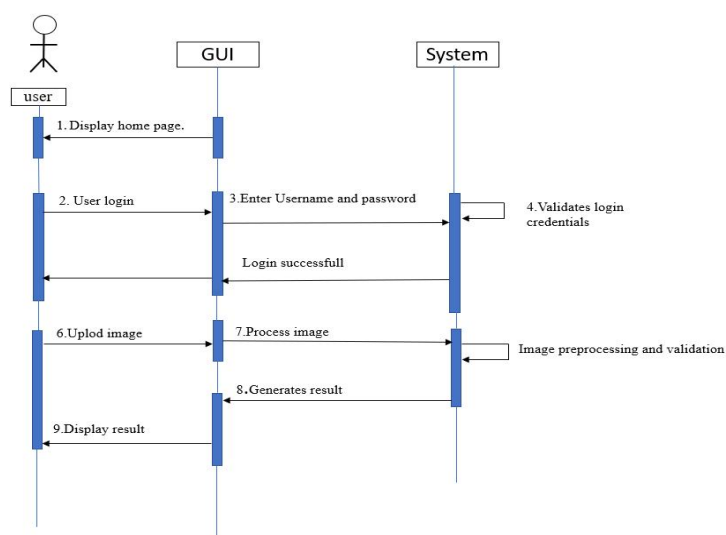 GUI
System
user
1. Display home page.
2. User login
3.Enter Username and password
4.Validates login
credentials
Login successfull
6.Uplod image
7.Process image
Image preprocessing and validation
8.Generates result
9.Display result